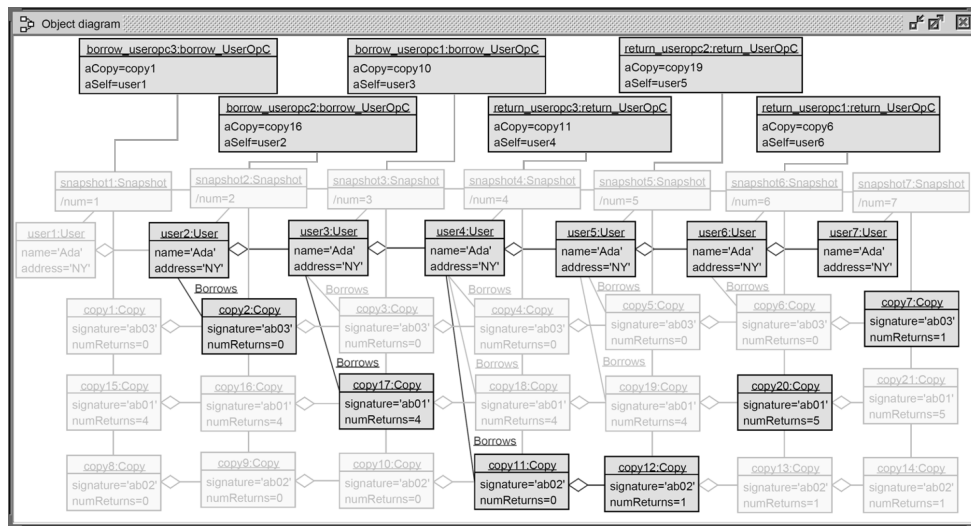 Object diagram
borrow_useropc3:borrow_UserOpC
aCopy=copy1
aSelf=user1
borrow_useropc1:borrow_UserOpC
aCopy=copy10
aSelf=user3
return_useropc2:return_UserOpC
aCopy=copy19
aSelf=user5
borrow_useropc2:borrow_UserOpC
aCopy=copy16
aSelf=user2
return_useropc3:return_UserOpC
aCopy=copy11
aSelf=user4
return_useropc1:return_UserOpC
aCopy=copy6
aSelf=user6
snapshot1:Snapshot
/num=1
snapshot2:Snapshot
/num=2
snapshot3:Snapshot
/num=3
snapshot4:Snapshot
/num=4
snapshot5:Snapshot
/num=5
snapshot6:Snapshot
/num=6
snapshot7:Snapshot
/num=7
user1:User
name='Ada'
address='NY'
user2:User
name='Ada'
address='NY'
user3:User
name='Ada'
address='NY'
user4:User
name='Ada'
address='NY'
user5:User
name='Ada'
address='NY'
user6:User
name='Ada'
address='NY'
user7:User
name='Ada'
address='NY'
Borrows
Borrows
Borrows
Borrows
Borrows
copy1:Copy
signature='ab03'
numReturns=0
copy2:Copy
signature='ab03'
numReturns=0
copy3:Copy
signature='ab03'
numReturns=0
copy4:Copy
signature='ab03'
numReturns=0
copy5:Copy
signature='ab03'
numReturns=0
copy6:Copy
signature='ab03'
numReturns=0
copy7:Copy
signature='ab03'
numReturns=1
Borrows
Borrows
Borrows
copy15:Copy
signature='ab01'
numReturns=4
copy16:Copy
signature='ab01'
numReturns=4
copy17:Copy
signature='ab01'
numReturns=4
copy18:Copy
signature='ab01'
numReturns=4
copy19:Copy
signature='ab01'
numReturns=4
copy20:Copy
signature='ab01'
numReturns=5
copy21:Copy
signature='ab01'
numReturns=5
Borrows
copy8:Copy
signature='ab02'
numReturns=0
copy9:Copy
signature='ab02'
numReturns=0
copy10:Copy
signature='ab02'
numReturns=0
copy11:Copy
signature='ab02'
numReturns=0
copy12:Copy
signature='ab02'
numReturns=1
copy13:Copy
signature='ab02'
numReturns=1
copy14:Copy
signature='ab02'
numReturns=1